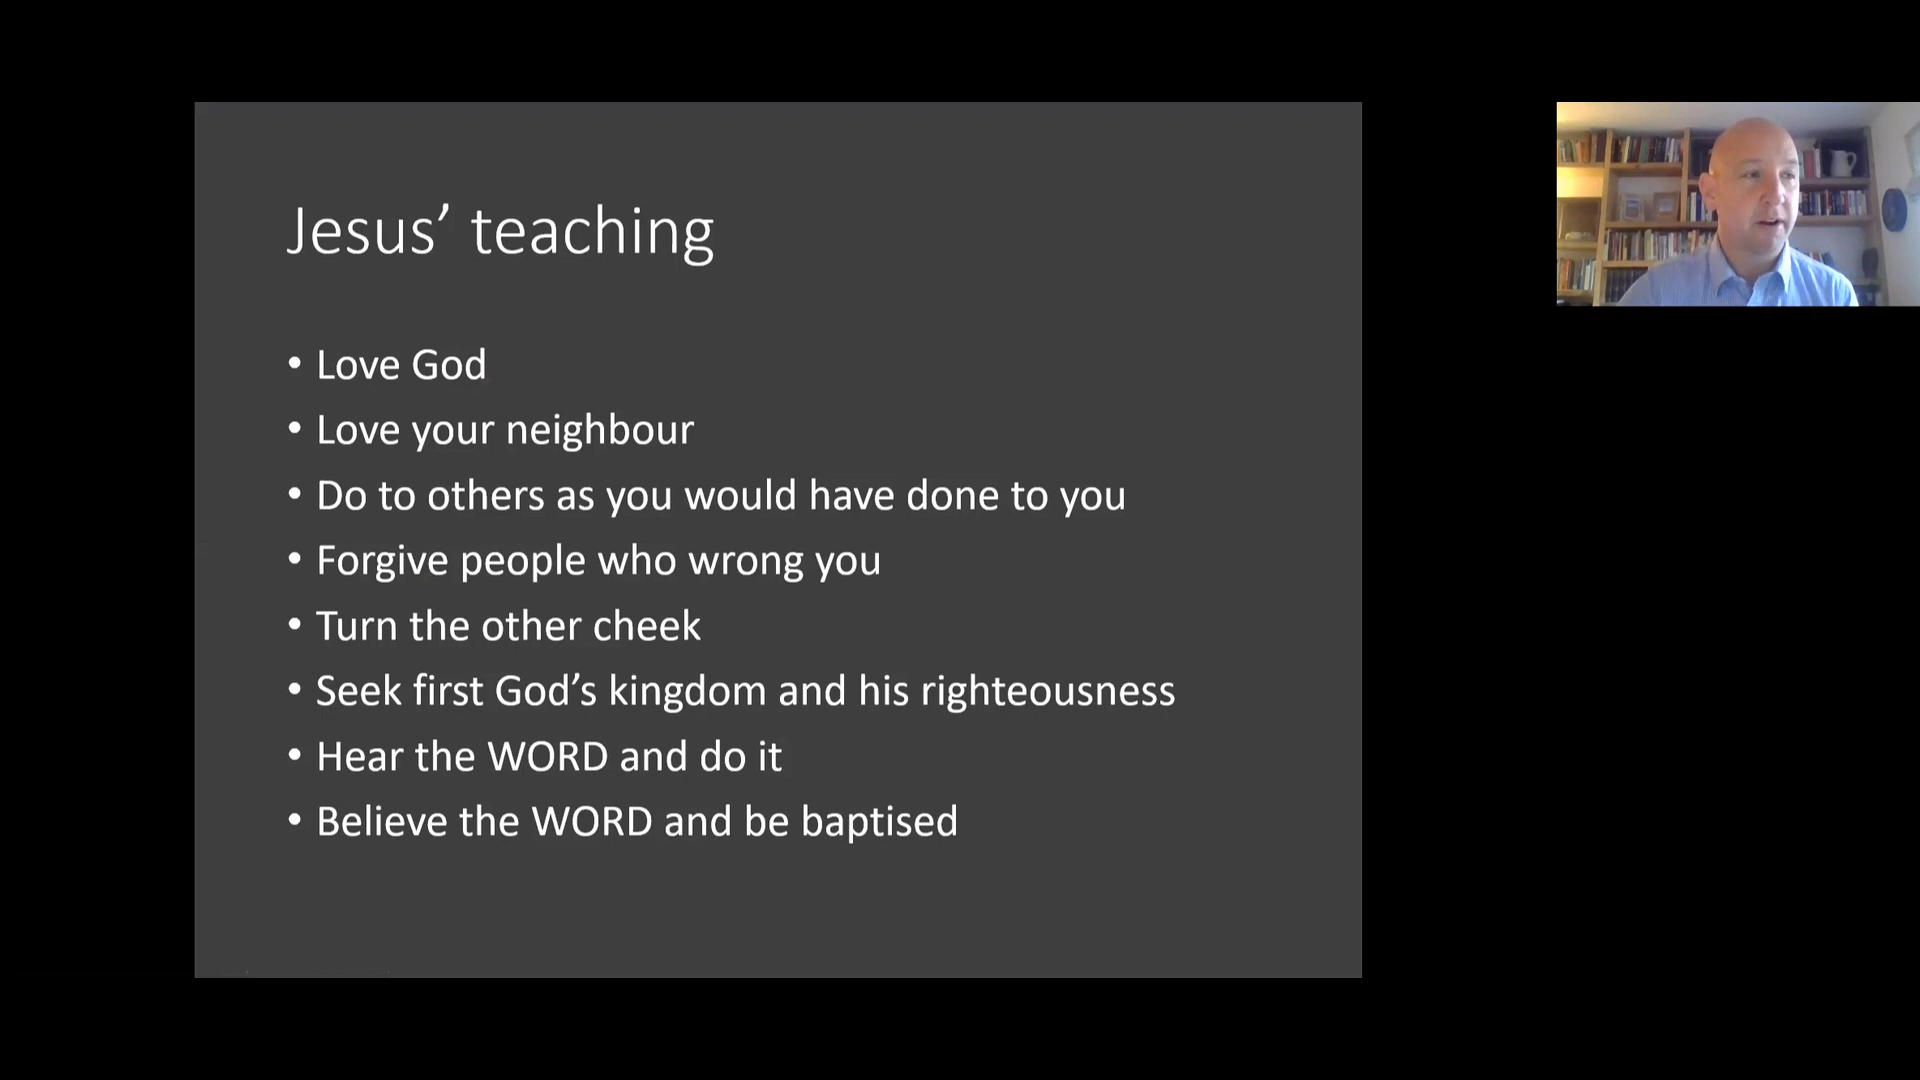 Jesus’ teaching
• Love God
• Love your neighbour
• Do to others as you would have done to you
• Forgive people who wrong you
• Turn the other cheek
• Seek first God’s kingdom and his righteousness
• Hear the WORD and do it
• Believe the WORD and be baptised